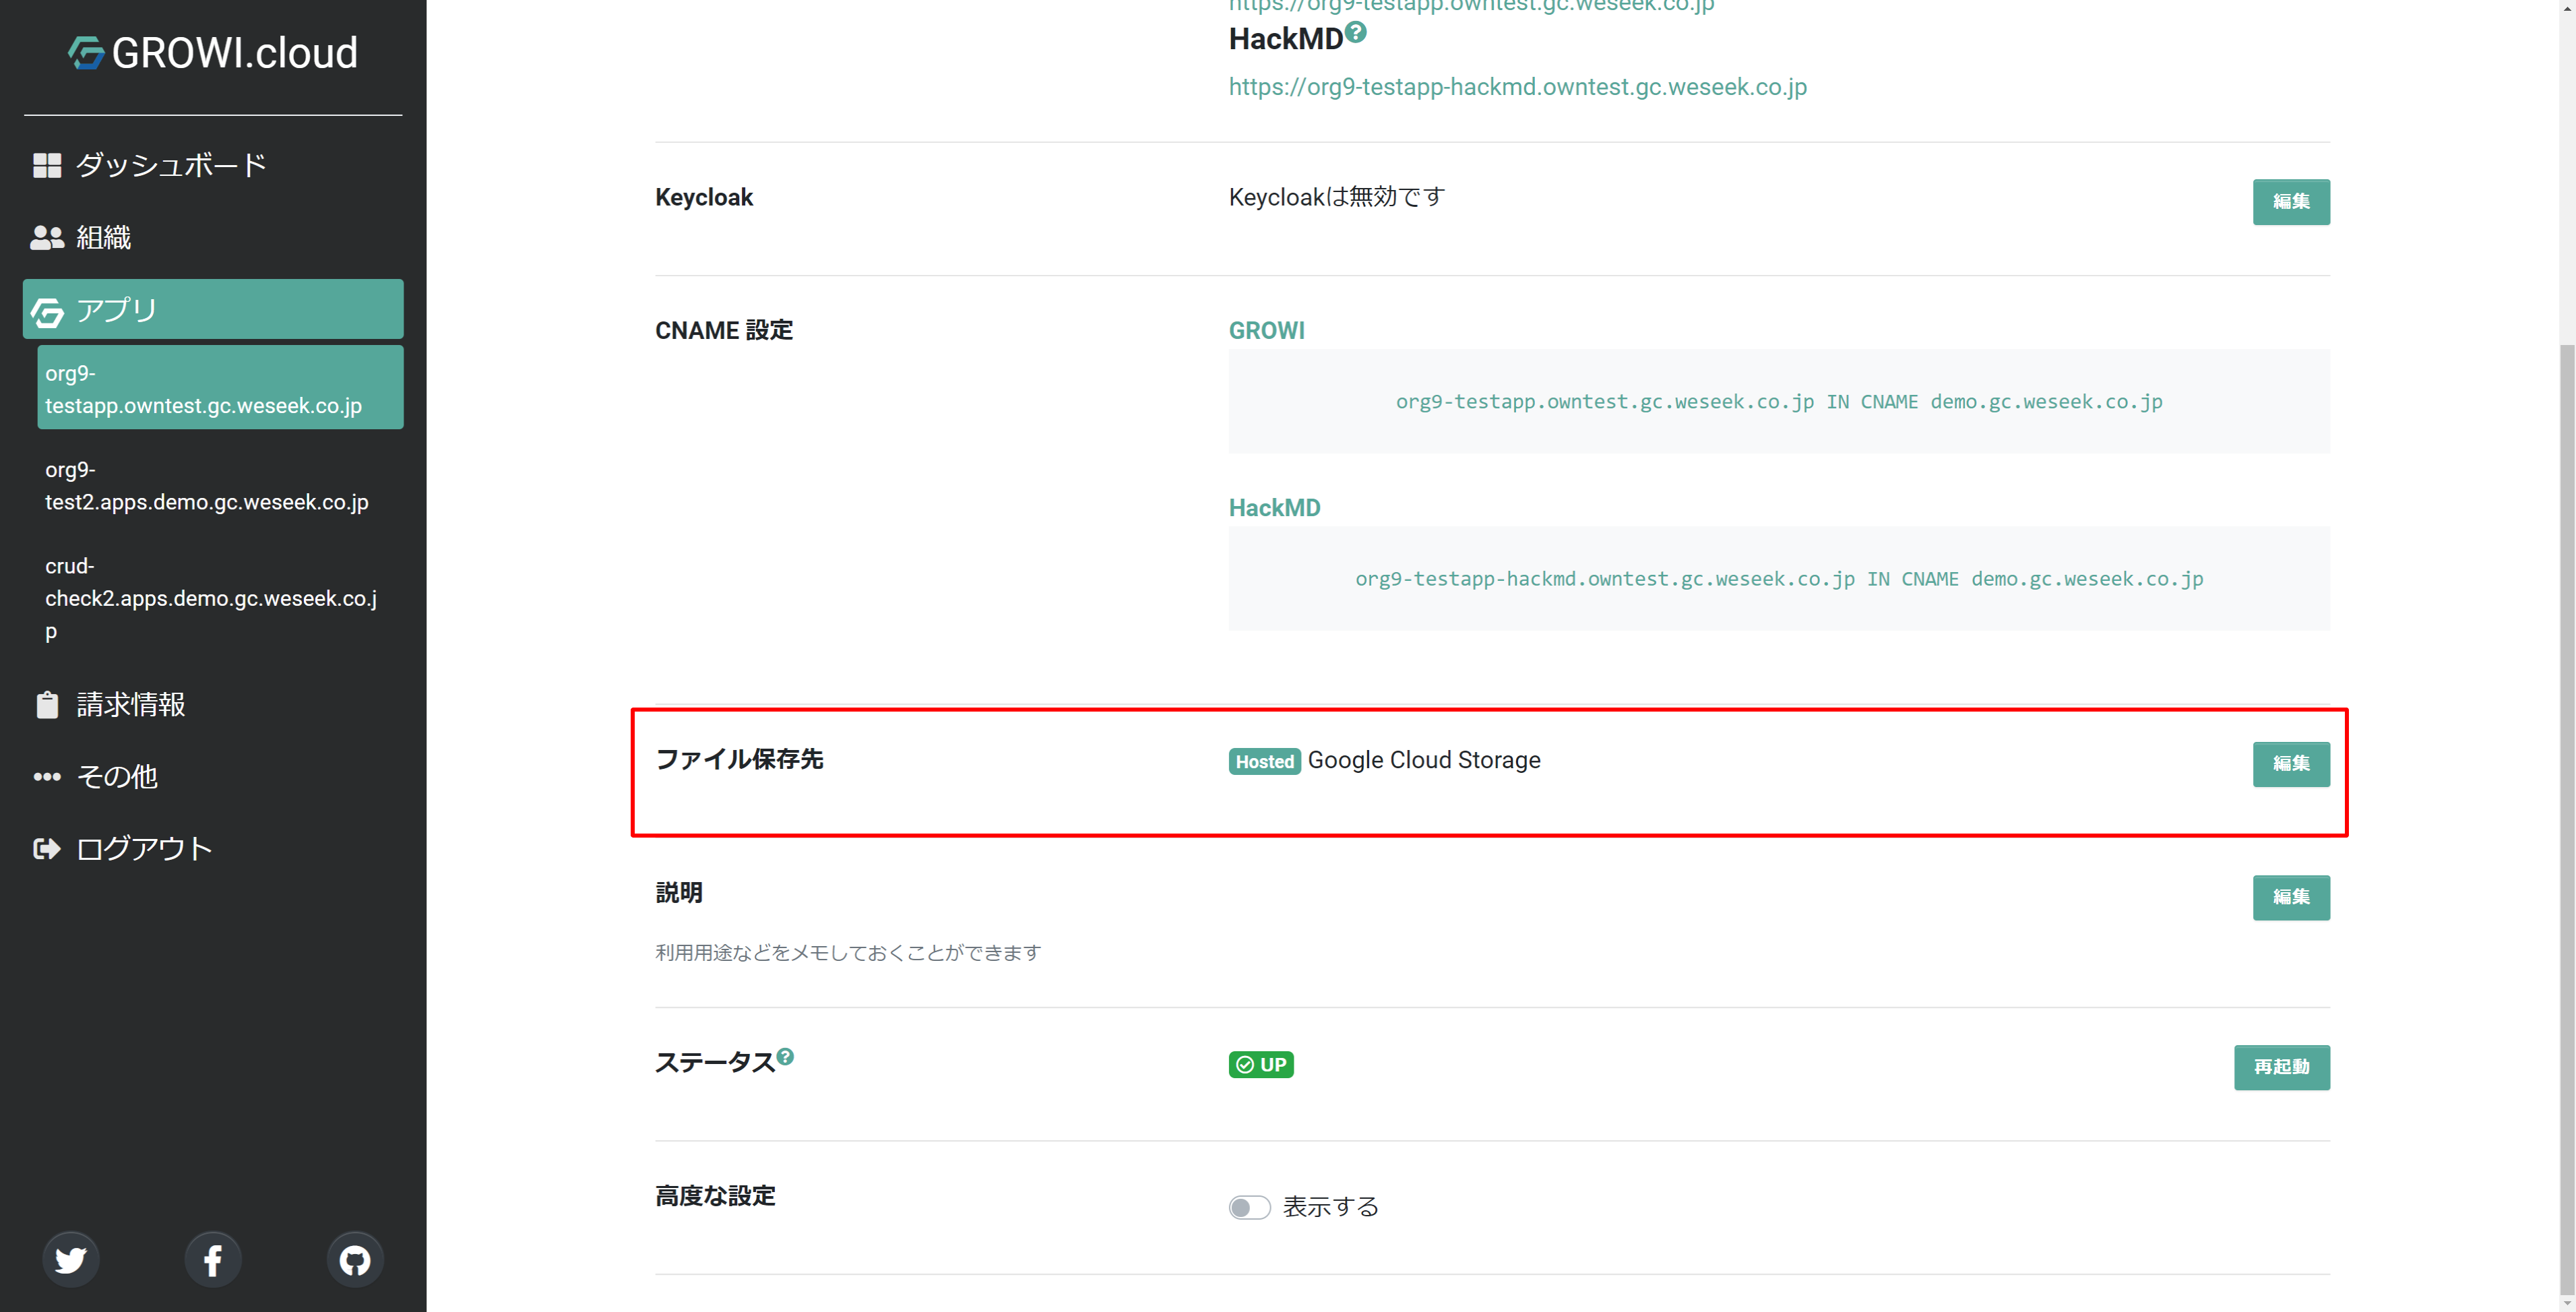 GROWI.cloud
ダッシュボード
組織
アプリ
org9-
testapp.owntest.gc.weseek.co.jp
org9-
test2.apps.demo.gc.weseek.co.jp
crud-
check2.apps.demo.gc.weseek.co.j
p
請求情報
その他
ログアウト
https://org9-testapp.owntest.gc.weseek.co.jp
HackMD
https://org9-testapp-hackmd.owntest.gc.weseek.co.jp
Keycloak
Keycloakは無効です
編集
CNAME 設定
GROWI
org9-testapp.owntest.gc.weseek.co.jp IN CNAME demo.gc.weseek.co.jp
HackMD
org9-testapp-hackmd.owntest.gc.weseek.co.jp IN CNAME demo.gc.weseek.co.jp
ファイル保存先
Hosted Google Cloud Storage
編集
説明
編集
利用用途などをメモしておくことができます
ステータス
UP
再起動
高度な設定
表示する